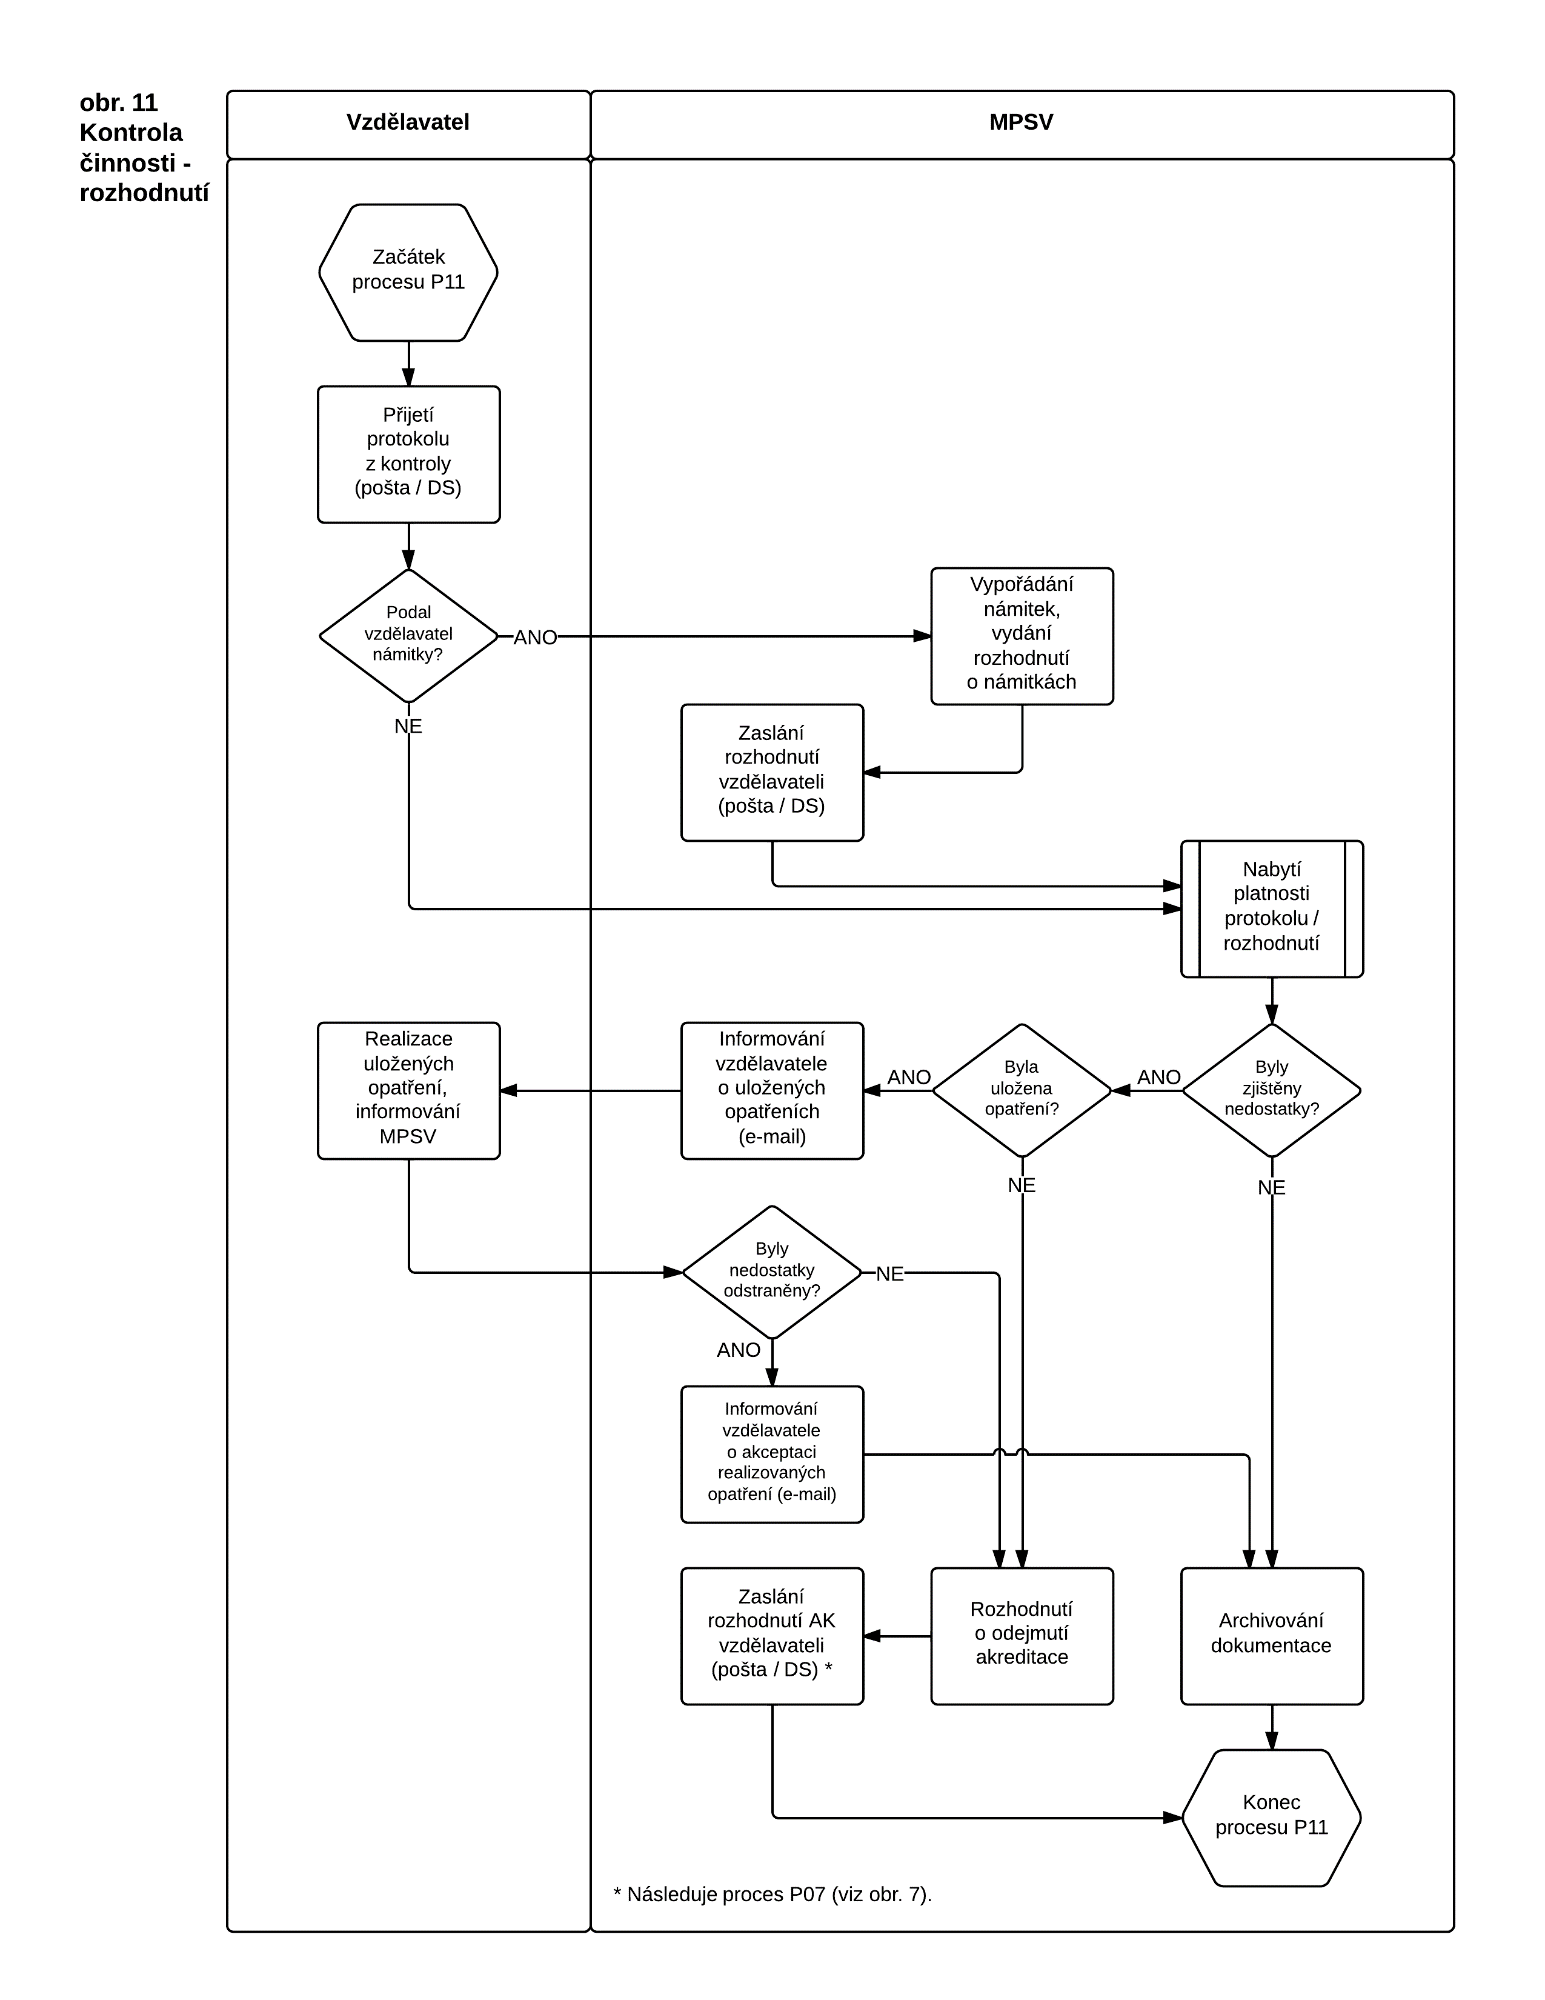 obr. 11
Kontrola
činnosti -
rozhodnutí
Vzdělavatel
MPSV
Začátek
procesu P11
Přijetí
protokolu
z kontroly
(pošta / DS)
Podal
vzdělavatel
námitky?
ANO
NE
Vypořádání
námitek,
vydání
rozhodnutí
o námitkách
Zaslání
rozhodnutí
vzdělavateli
(pošta / DS)
Nabytí
platnosti
protokolu /
rozhodnutí
Byly
zjištěny
nedostatky?
ANO
NE
Byla
uložena
opatření?
ANO
NE
Informování
vzdělavatele
o uložených
opatřeních
(e-mail)
Realizace
uložených
opatření,
informování
MPSV
Byly
nedostatky
odstraněny?
NE
ANO
Informování
vzdělavatele
o akceptaci
realizovaných
opatření (e-mail)
Zaslání
rozhodnutí AK
vzdělavateli
(pošta / DS) *
Rozhodnutí
o odejmutí
akreditace
Archivování
dokumentace
Konec
procesu P11
* Následuje proces P07 (viz obr. 7).